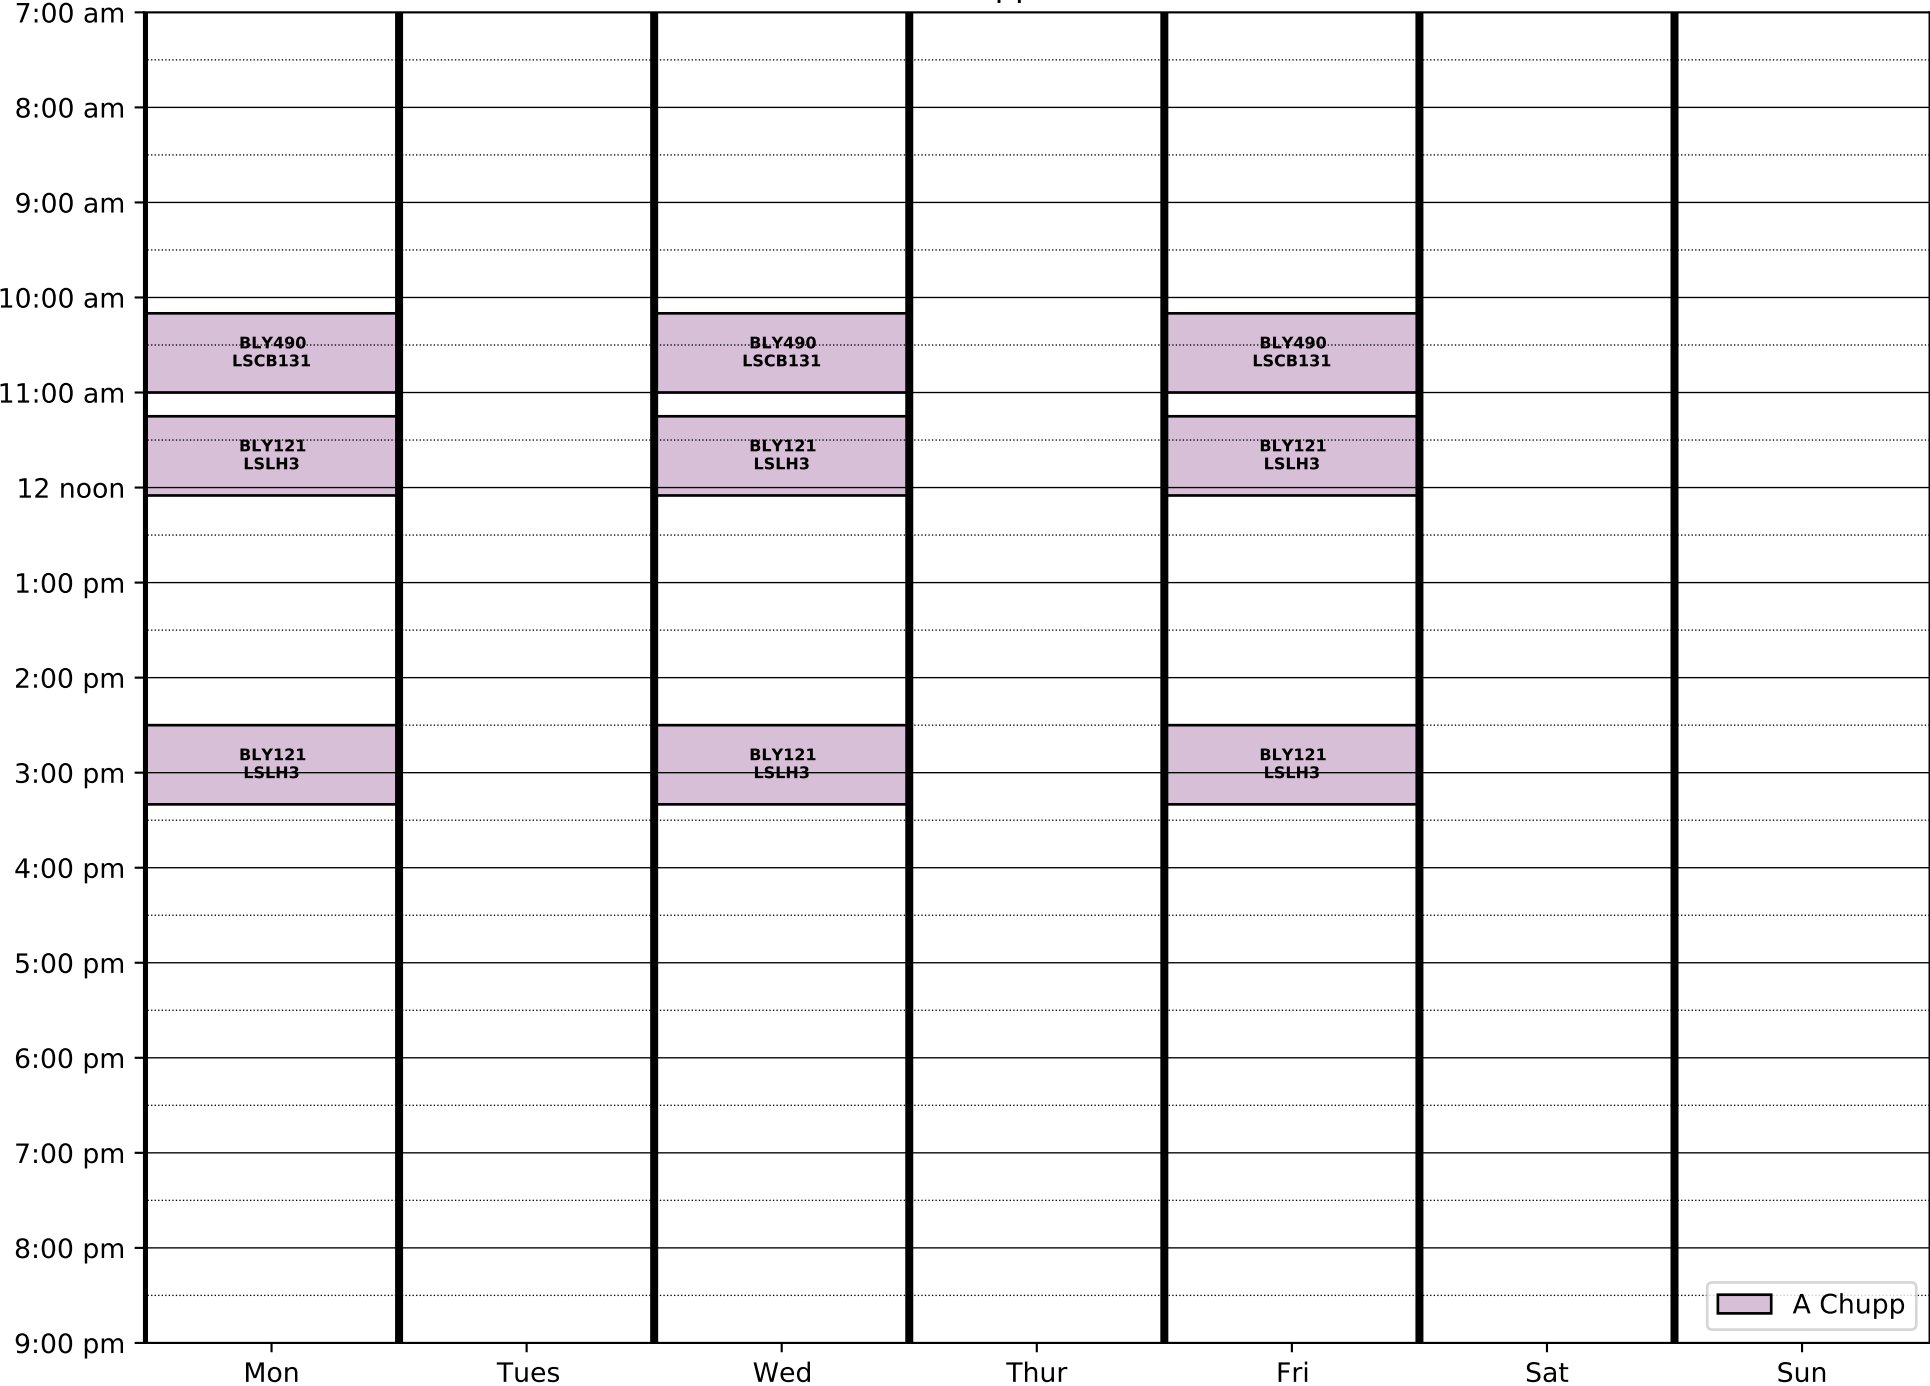 7:00 am
8:00 am
9:00 am
10:00 am
BLY490 BLY490 BLY490
LSCB131 LSCB131 LSCB131
11:00 am
BLY121 BLY121 BLY121
LSLH3 LSLH3 LSLH3
12 noon
1:00 pm
2:00 pm
BLY121 BLY121 BLY121
3:00 pm LSLH3 LSLH3 LSLH3
4:00 pm
5:00 pm
6:00 pm
7:00 pm
8:00 pm
A Chupp
9:00 pm
Mon Tues Wed Thur Fri Sat Sun